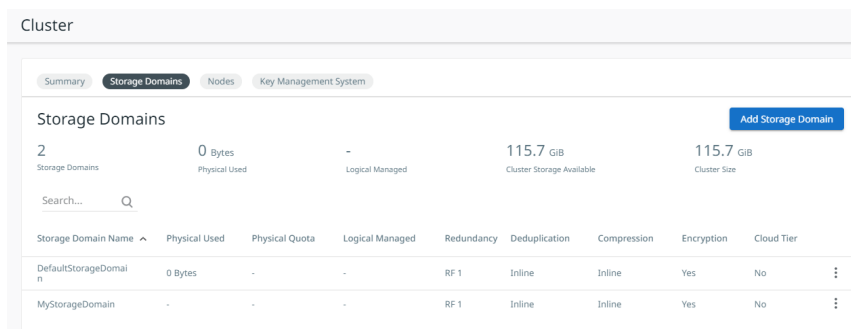 Cluster
Summary Storage Domains Nodes Key Management System
Storage Domains Add Storage Domain
2 0 Bytes - 115.7 GiB 115.7 GiB
Storage Domains Physical Used Logical Managed Cluster Storage Available Cluster Size
Search...
Storage Domain Name Physical Used Physical Quota Logical Managed Redundancy Deduplication Compression Encryption Cloud Tier
DefaultStorageDomai
n 0 Bytes - - RF 1 Inline Inline Yes No
MyStorageDomain - - - RF 1 Inline Inline Yes No